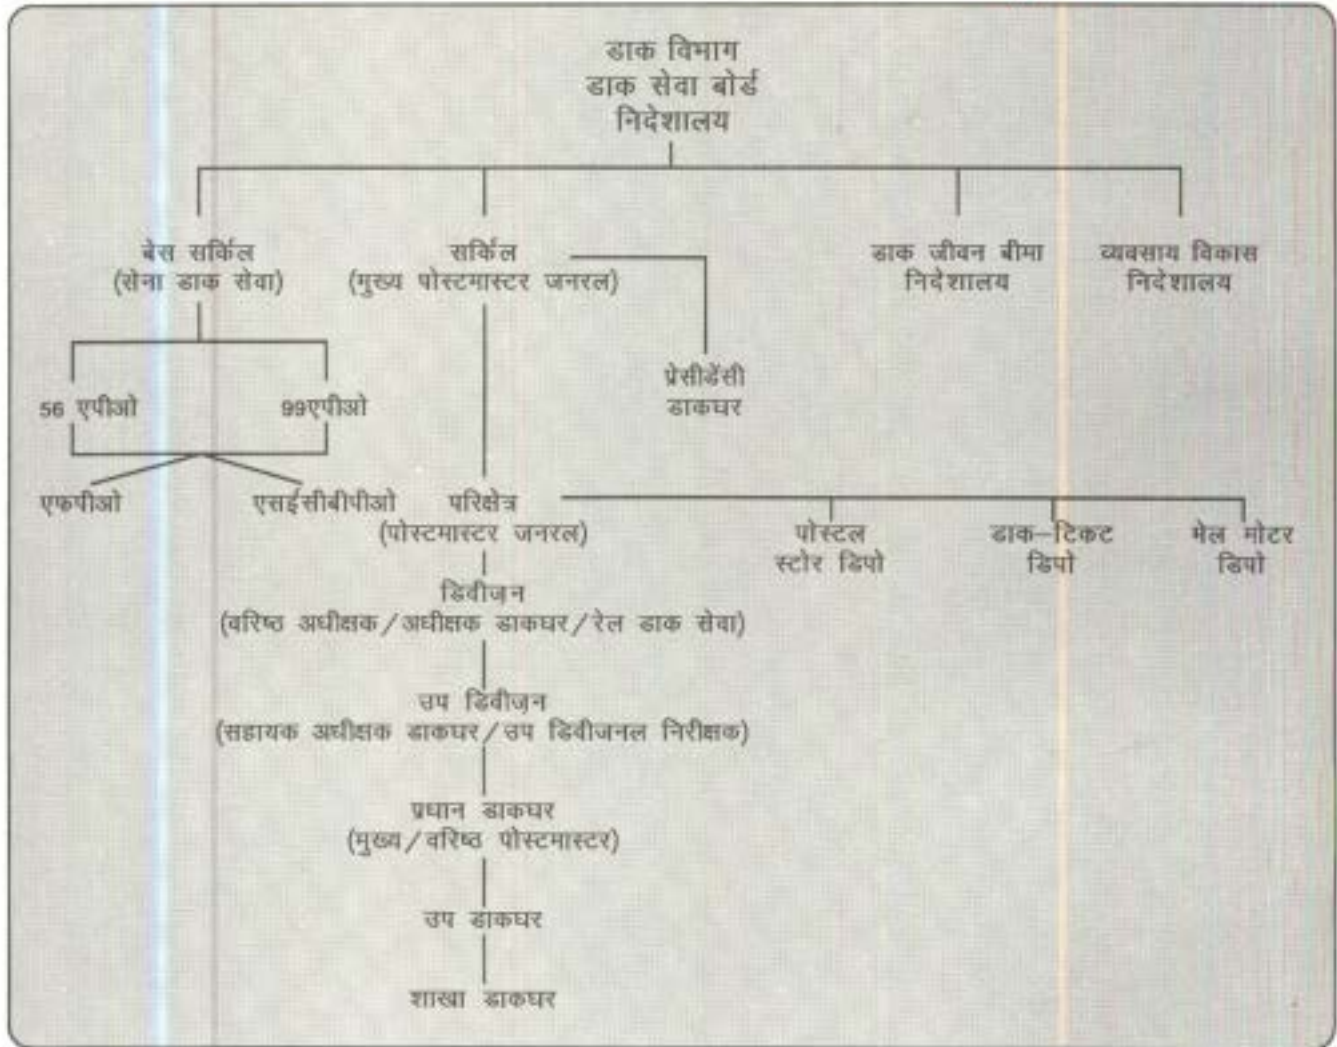 डाक विभाग
डाक सेवा बोर्ड
निदेशालय
बेस सर्किल
(सेना डाक सेवा)
सर्किल
(मुख्य पोस्टमास्टर जनरल)
डाक जीवन बीमा
निदेशालय
व्यवसाय विकास
निदेशालय
प्रेसीडेंसी
डाकघर
56 एपीओ
99एपीओ
एफपीओ
एसईसीबीपीओ
परिक्षेत्र
(पोस्टमास्टर जनरल)
पोस्टल
स्टोर डिपो
डाक–टिकट
डिपो
मेल मोटर
डिपो
डिवीज़न
(वरिष्ठ अधीक्षक/अधीक्षक डाकघर/रेल डाक सेवा)
उप डिवीज़न
(सहायक अधीक्षक डाकघर/उप डिवीजनल निरीक्षक)
प्रधान डाकघर
(मुख्य/वरिष्ठ पोस्टमास्टर)
उप डाकघर
शाखा डाकघर